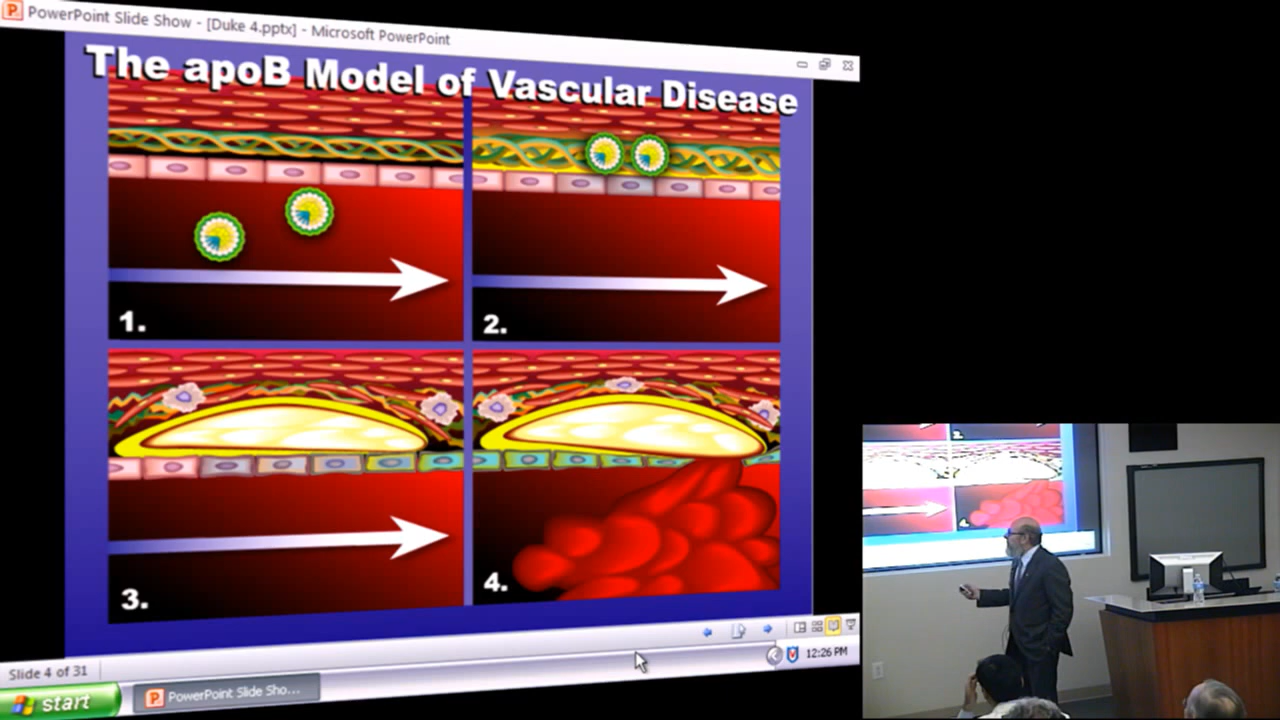 PowerPoint Slide Show - [Duke 4.pptx] - Microsoft PowerPoint
The apoB Model of Vascular Disease
1.
2.
3.
4.
Slide 4 of 31
12:26 PM
start
PowerPoint Slide Sho...
4.